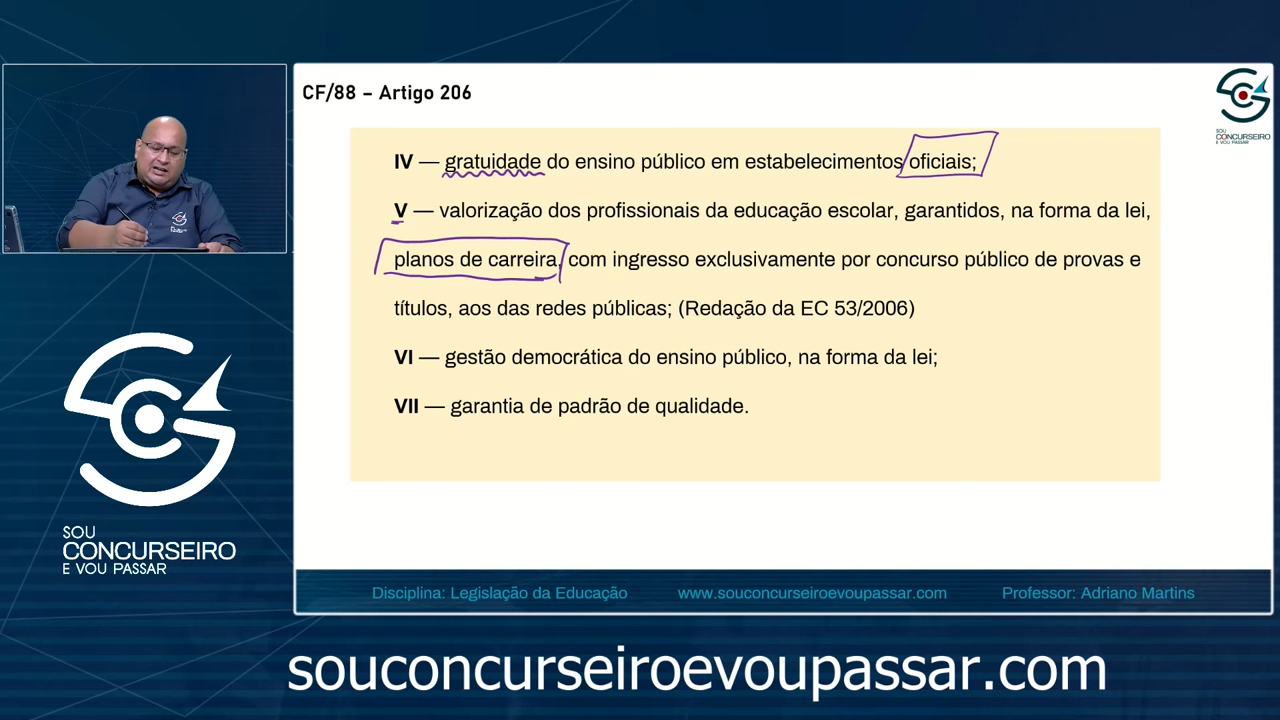 CF/88 – Artigo 206
SOU
CONCURSEIRO
E VOU PASSAR
IV — gratuidade do ensino público em estabelecimentos oficiais;
V — valorização dos profissionais da educação escolar, garantidos, na forma da lei,
planos de carreira, com ingresso exclusivamente por concurso público de provas e
títulos, aos das redes públicas; (Redação da EC 53/2006)
VI — gestão democrática do ensino público, na forma da lei;
VII — garantia de padrão de qualidade.
SOU
CONCURSEIRO
E VOU PASSAR
Disciplina: Legislação da Educação www.souconcurseiroevoupassar.com Professor: Adriano Martins
souconcurseiroevoupassar.com